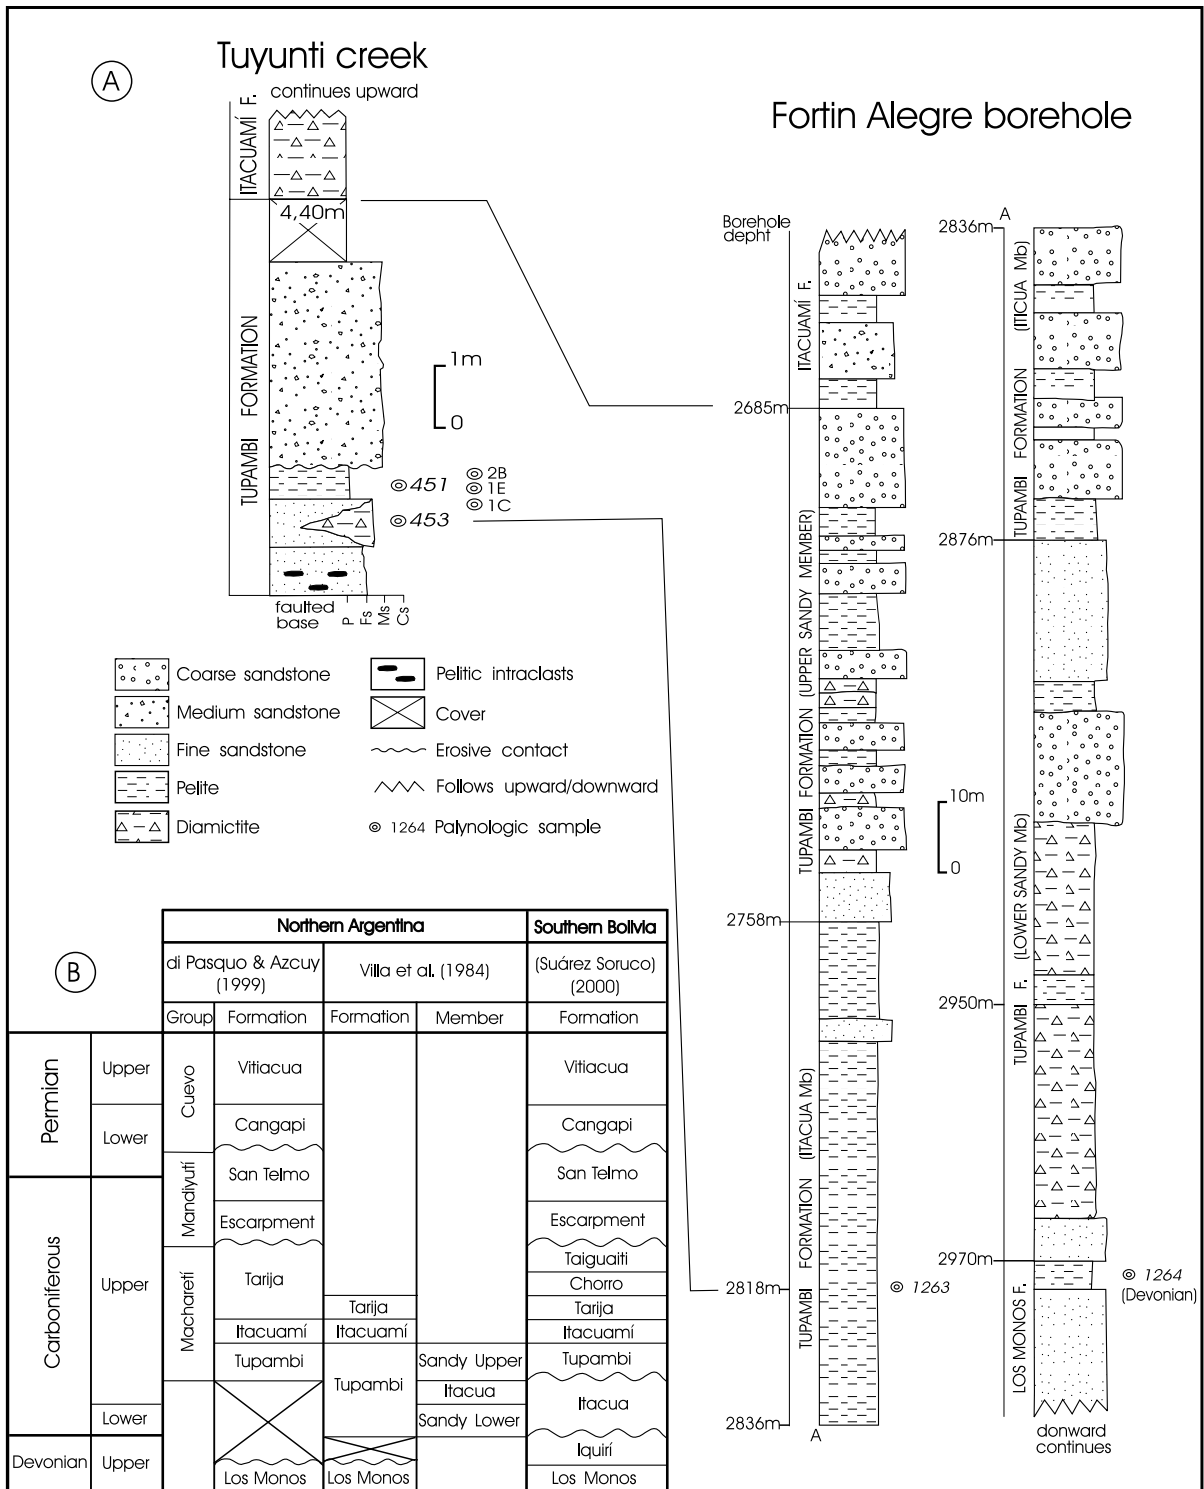 A
Tuyunti creek
continues upward
ITACUAMÍ F.
4,40m
TUPAMBI FORMATION
1m
0
451
2B
1E
1C
453
faulted
base
P
Fs
Ms
Cs
Coarse sandstone
Medium sandstone
Fine sandstone
Pelite
Diamictite
Pelitic intraclasts
Cover
Erosive contact
Follows upward/downward
1264 Palynologic sample
Fortin Alegre borehole
Borehole
depht
ITACUAMÍ F.
2685m
TUPAMBI FORMATION (UPPER SANDY MEMBER)
2758m
TUPAMBI FORMATION (ITACUA Mb)
2818m
1263
2836m
A
10m
0
A
2836m
TUPAMBI FORMATION (ITICUA Mb)
2876m
TUPAMBI F. (LOWER SANDY Mb)
2950m
2970m
LOS MONOS F.
1264
(Devonian)
donward
continues
B
Northern Argentina
Southern Bolivia
di Pasquo & Azcuy
(1999)
Villa et al. (1984)
(Suárez Soruco)
(2000)
Group
Formation
Formation
Member
Formation
Permian
Upper
Lower
Carboniferous
Upper
Lower
Devonian
Upper
Cuevo
Mandiyutí
Macharetí
Vitiacua
Cangapi
San Telmo
Escarpment
Tarija
Itacuamí
Tupambi
Los Monos
Tarija
Itacuamí
Tupambi
Los Monos
Sandy Upper
Itacua
Sandy Lower
Vitiacua
Cangapi
San Telmo
Escarpment
Taiguaiti
Chorro
Tarija
Itacuamí
Tupambi
Itacua
Iquirí
Los Monos